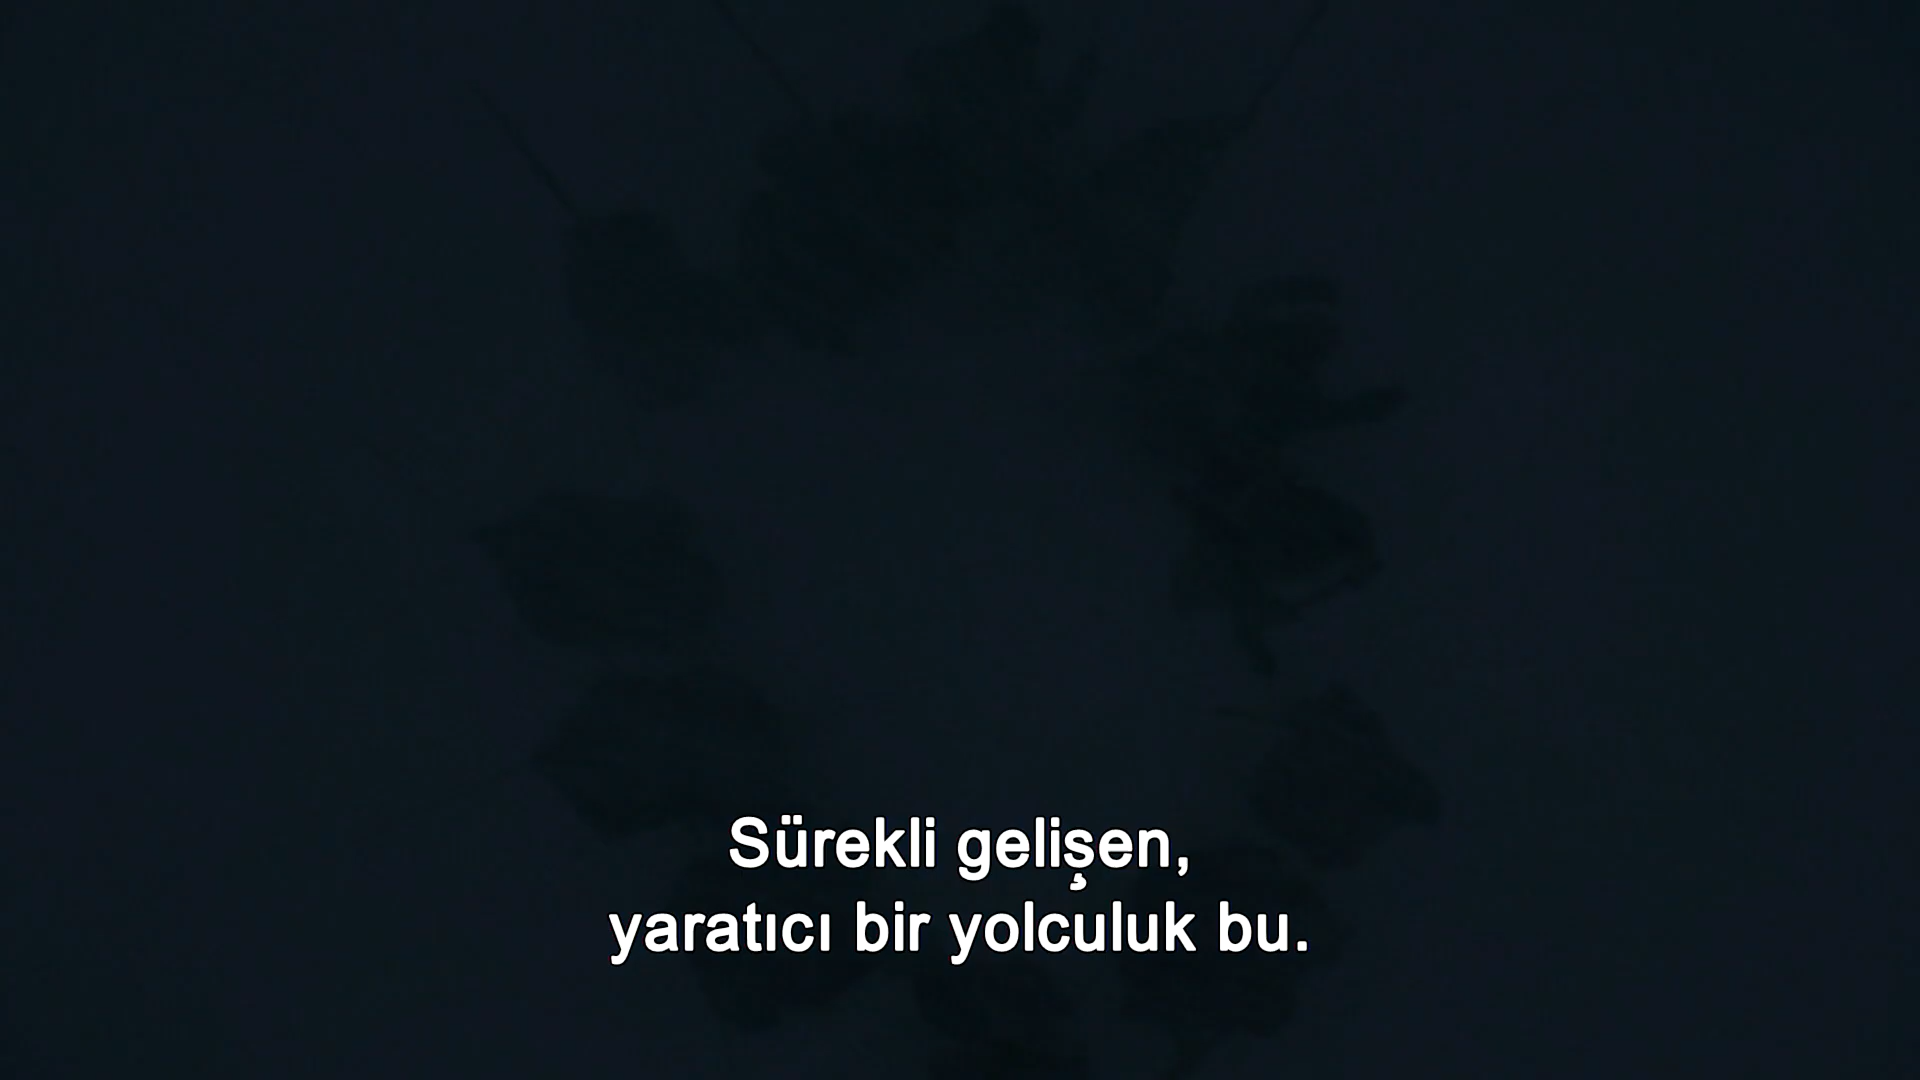 Sürekli gelişen,
yaratıcı bir yolculuk bu.